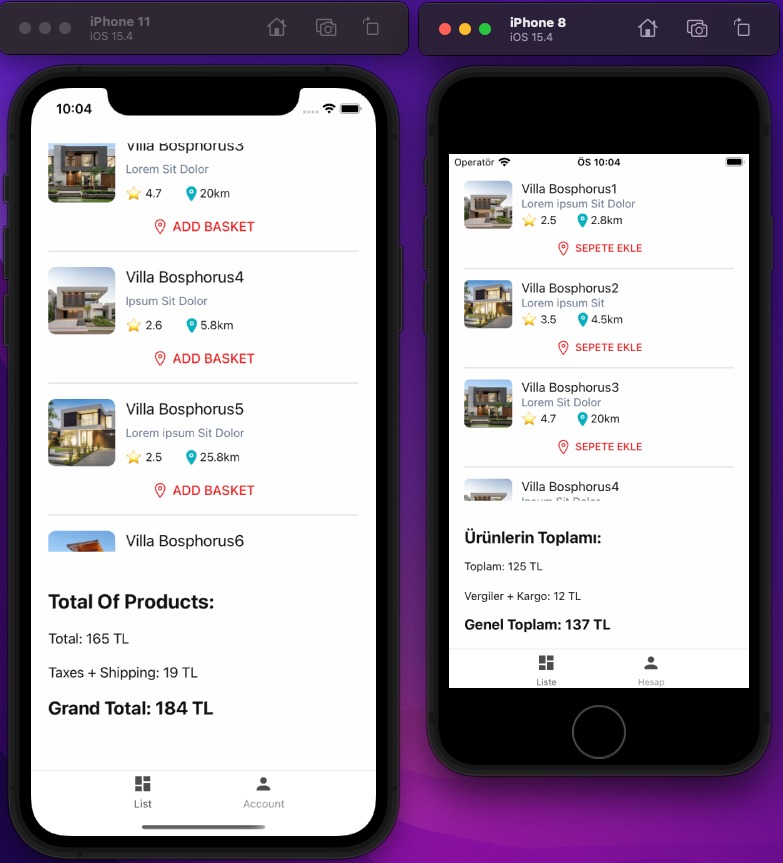 iPhone 11
iOS 15.4
10:04
Villa Bosphorus3
Lorem Sit Dolor
4.7 20km
ADD BASKET
Villa Bosphorus4
Ipsum Sit Dolor
2.6 5.8km
ADD BASKET
Villa Bosphorus5
Lorem ipsum Sit Dolor
2.5 25.8km
ADD BASKET
Villa Bosphorus6
Total Of Products:
Total: 165 TL
Taxes + Shipping: 19 TL
Grand Total: 184 TL
List Account
iPhone 8
iOS 15.4
Operatör ÖS 10:04
Villa Bosphorus1
Lorem ipsum Sit Dolor
2.5 2.8km
SEPETE EKLE
Villa Bosphorus2
Lorem ipsum Sit
3.5 4.5km
SEPETE EKLE
Villa Bosphorus3
Lorem Sit Dolor
4.7 20km
SEPETE EKLE
Villa Bosphorus4
Ipsum Sit Dolor
Ürünlerin Toplamı:
Toplam: 125 TL
Vergiler + Kargo: 12 TL
Genel Toplam: 137 TL
Liste Hesap